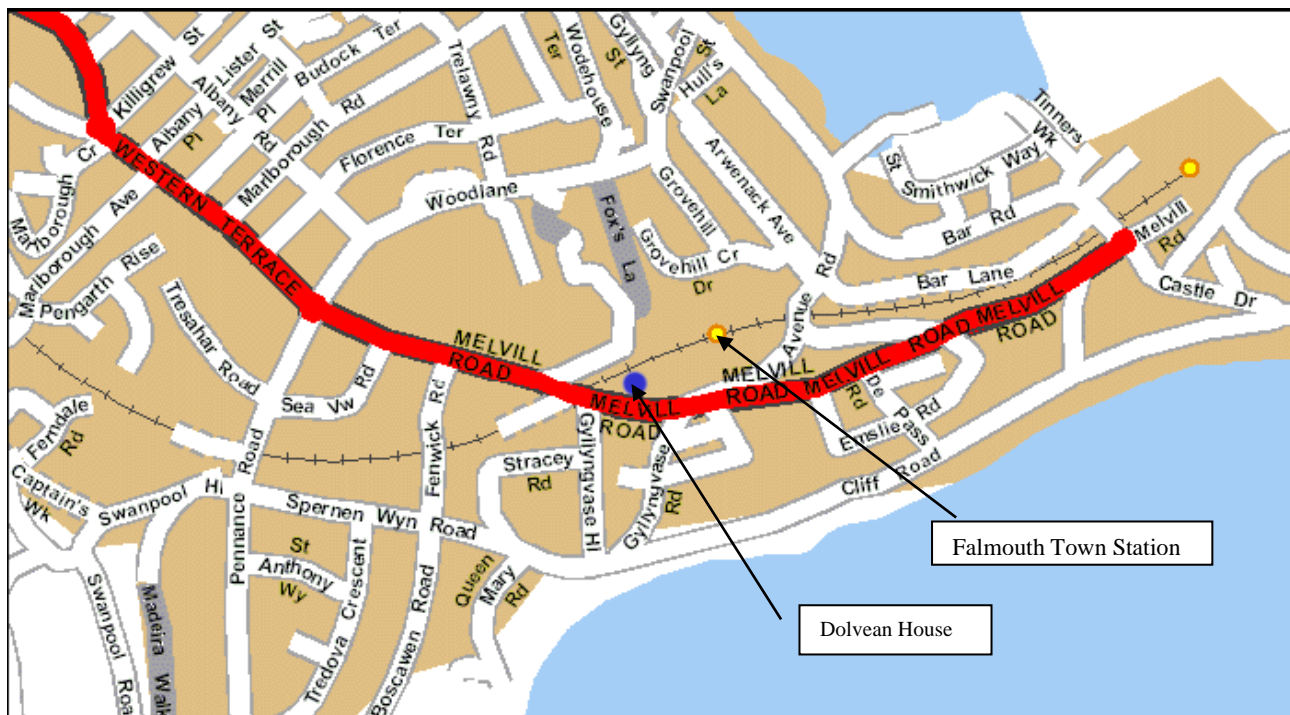 Killigrew St
Lister St
Albany
Merrill
Pl
Budock Ter
Albany
Pl
Rd
Marlborough Rd
Trelawny
Rd
Ter
Wodehouse
Gyllyng
St
Swanpool
St
Hull's
La
Tinners
Wk
Marlborough
Cr
Marlborough Ave
WESTERN TERRACE
Florence Ter
Woodlane
Fox's
La
Grovehill
Arwenack Ave
Grovehill Cr
Dr
St
Smithwick Way
Bar Rd
Bar Lane
Rd
Avenue
Melvill
Rd
Castle Dr
Pengarth Rise
Tresahar Road
MELVILL
ROAD
MELVILL
ROAD
MELVILL
ROAD
MELVILL
ROAD
MELVILL
ROAD
Sea Vw
Rd
Fenwick Rd
Gyllyngvase Hl
Gyllyngvase
Rd
Stracey
Rd
De
Pass
Rd
Emslie Rd
Cliff Road
Ferndale
Rd
Captain's
Wk
Swanpool Hl
Pennance Road
Spernen Wyn Road
St
Anthony
Wy
Tredova Crescent
Boscawen Road
Queen
Mary
Rd
Swanpool Road
Madeira Walk
Falmouth Town Station
Dolvean House